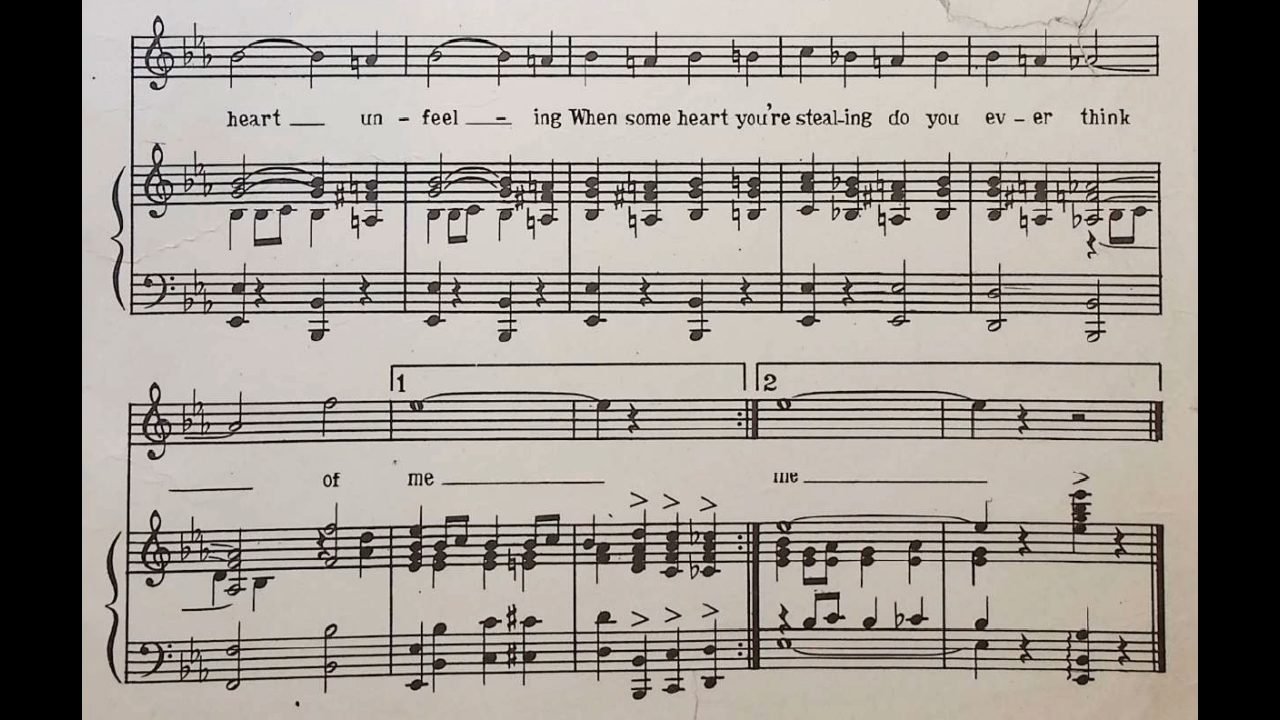 heart un - feel - ing When some heart you're steal-ing do you ev - er think
1 2
of me me